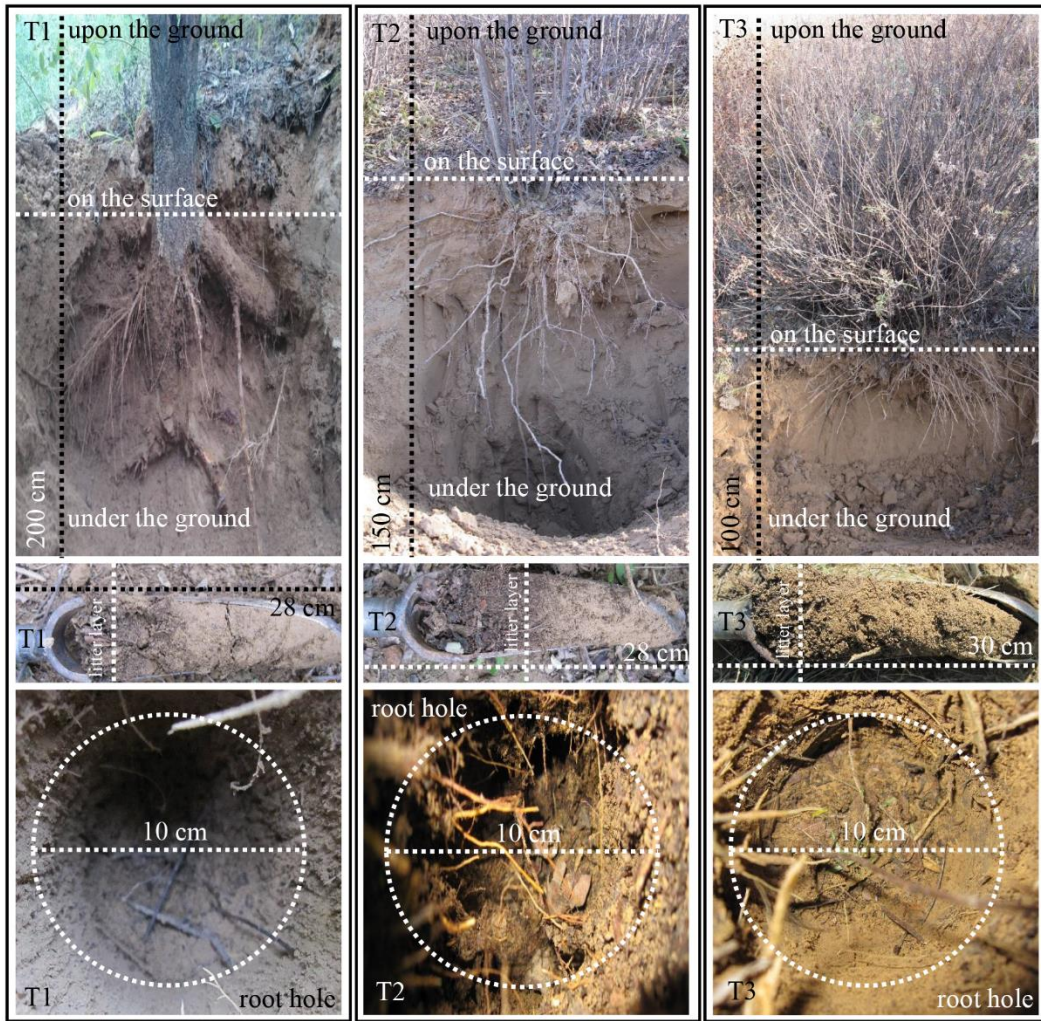 T1 upon the ground
on the surface
200 cm
under the ground
T2 upon the ground
on the surface
150 cm
under the ground
T3 upon the ground
on the surface
100 cm
under the ground
T1
litter layer
28 cm
T2
litter layer
28 cm
T3
litter layer
30 cm
10 cm
T1
root hole
root hole
10 cm
T2
10 cm
T3
root hole